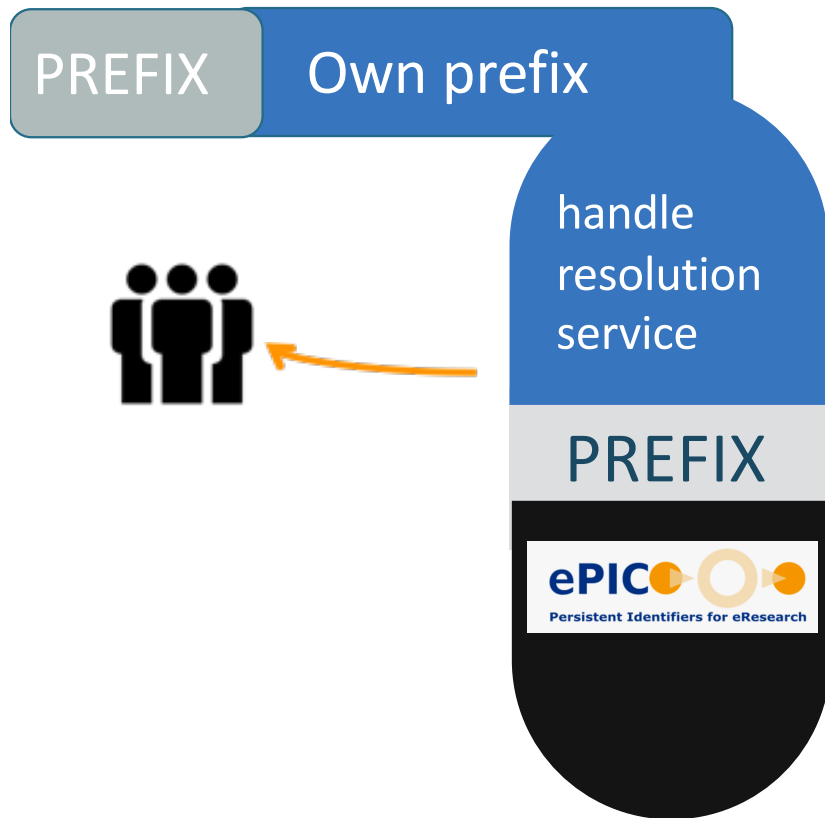 PREFIX Own prefix
handle
resolution
service
PREFIX
ePIC
Persistent Identifiers for eResearch